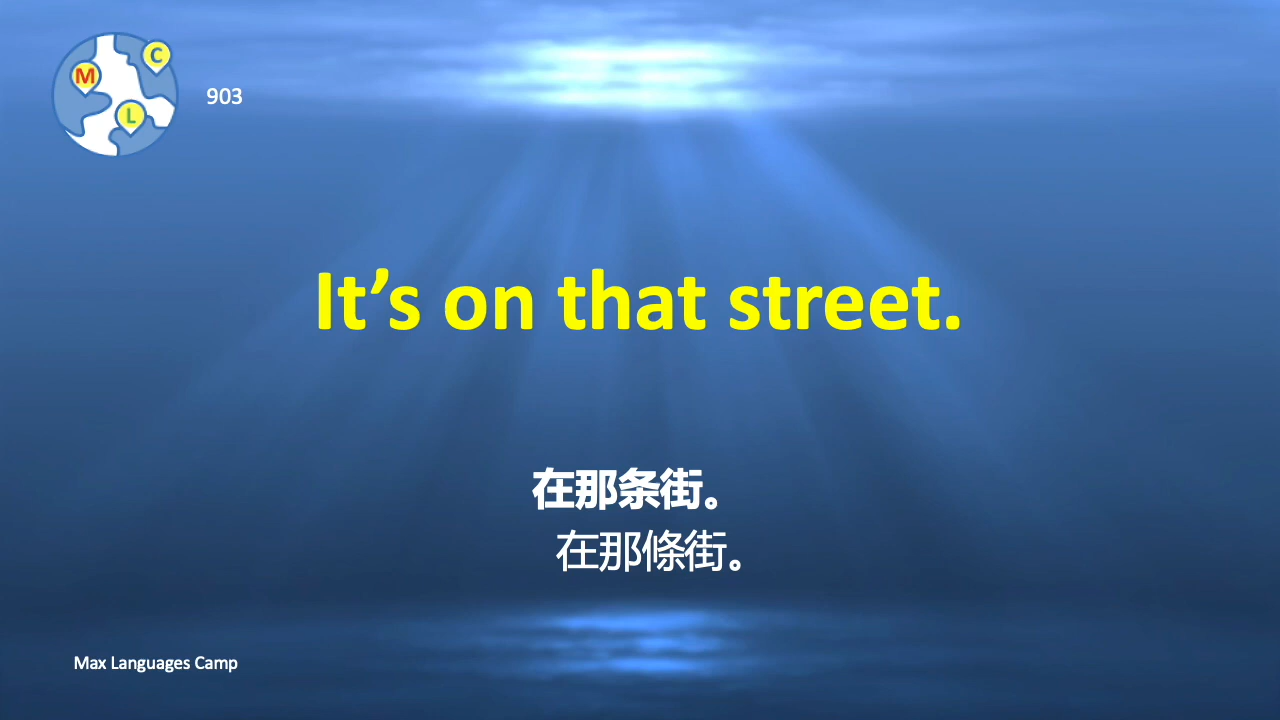 C
M
L
903
It’s on that street.
在那条街。
在那條街。
Max Languages Camp